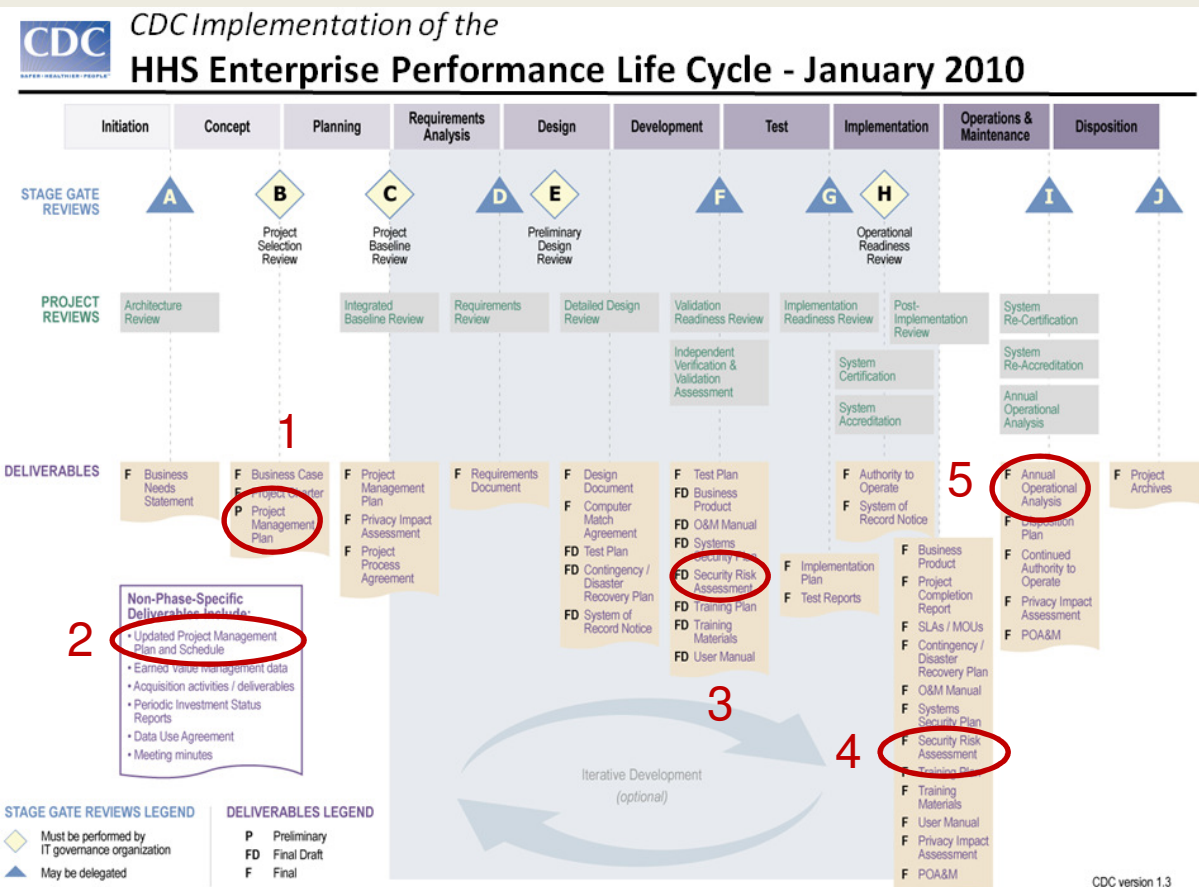 CDC
SAFER • HEALTHIER • PEOPLE™
CDC Implementation of the
HHS Enterprise Performance Life Cycle - January 2010
Initiation
Concept
Planning
Requirements
Analysis
Design
Development
Test
Implementation
Operations &
Maintenance
Disposition
STAGE GATE
REVIEWS
A
B
Project
Selection
Review
C
Project
Baseline
Review
D
E
Preliminary
Design
Review
F
G
H
Operational
Readiness
Review
I
J
PROJECT
REVIEWS
Architecture
Review
Integrated
Baseline Review
Requirements
Review
Detailed Design
Review
Validation
Readiness Review
Independent
Verification &
Validation
Assessment
Implementation
Readiness Review
System
Certification
System
Accreditation
Post-
Implementation
Review
System
Re-Certification
System
Re-Accreditation
Annual
Operational
Analysis
DELIVERABLES
F Business
Needs
Statement
1
F Business Case
F Project Charter
P Project
Management
Plan
F Project
Management
Plan
F Privacy Impact
Assessment
F Project
Process
Agreement
F Requirements
Document
F Design
Document
F Computer
Match
Agreement
FD Test Plan
FD Contingency /
Disaster
Recovery Plan
FD System of
Record Notice
F Test Plan
FD Business
Product
FD O&M Manual
FD Systems
Security Plan
FD Security Risk
Assessment
FD Training Plan
FD Training
Materials
FD User Manual
3
F Implementation
Plan
F Test Reports
F Authority to
Operate
F System of
Record Notice
F Business
Product
F Project
Completion
Report
F SLAs / MOUs
F Contingency /
Disaster
Recovery Plan
F O&M Manual
F Systems
Security Plan
4
F Security Risk
Assessment
F Training Plan
F Training
Materials
F User Manual
F Privacy Impact
Assessment
F POA&M
5
F Annual
Operational
Analysis
F Disposition
Plan
F Continued
Authority to
Operate
F Privacy Impact
Assessment
F POA&M
F Project
Archives
Non-Phase-Specific
Deliverables Include:
2
• Updated Project Management
Plan and Schedule
• Earned Value Management data
• Acquisition activities / deliverables
• Periodic Investment Status
Reports
• Data Use Agreement
• Meeting minutes
Iterative Development
(optional)
STAGE GATE REVIEWS LEGEND
Must be performed by
IT governance organization
May be delegated
DELIVERABLES LEGEND
P Preliminary
FD Final Draft
F Final
CDC version 1.3